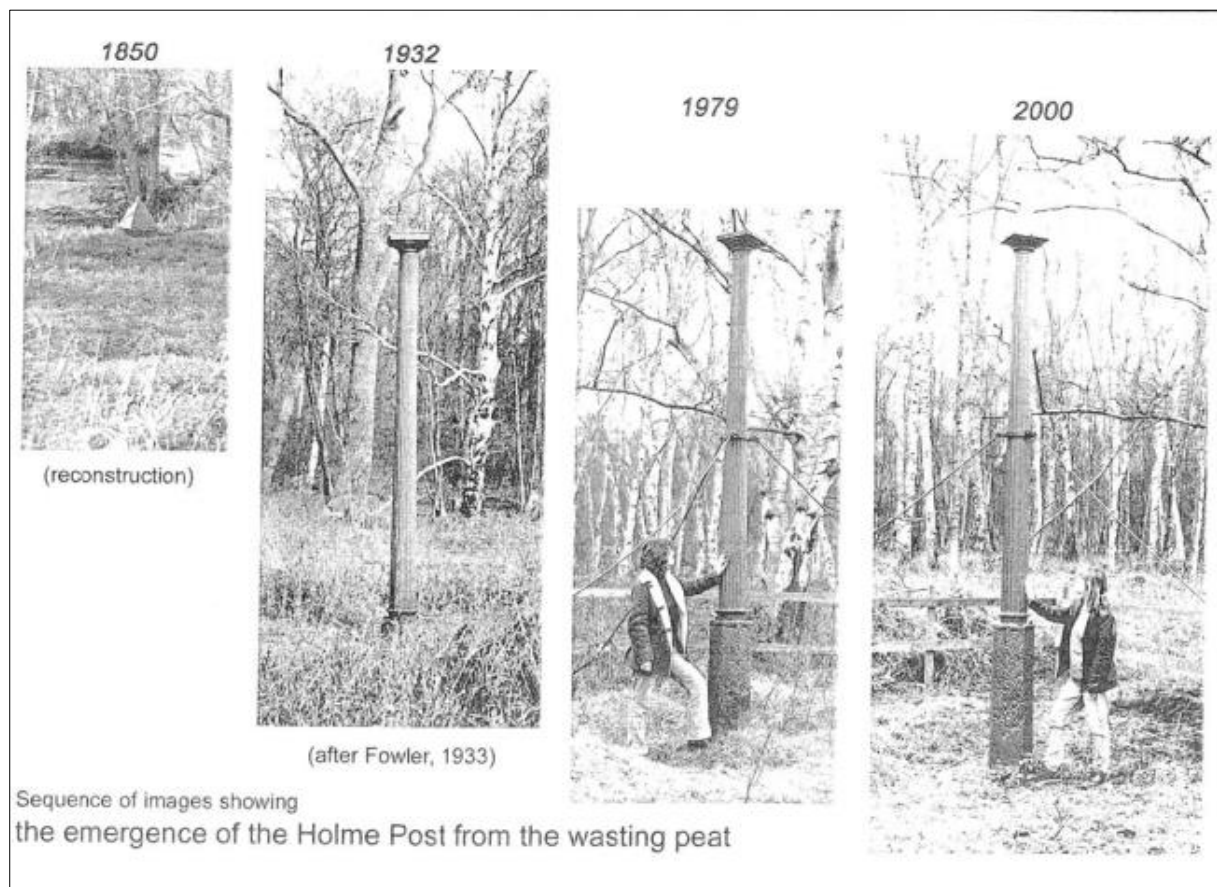 1850
1932
1979
2000
(reconstruction)
(after Fowler, 1933)
Sequence of images showing
the emergence of the Holme Post from the wasting peat